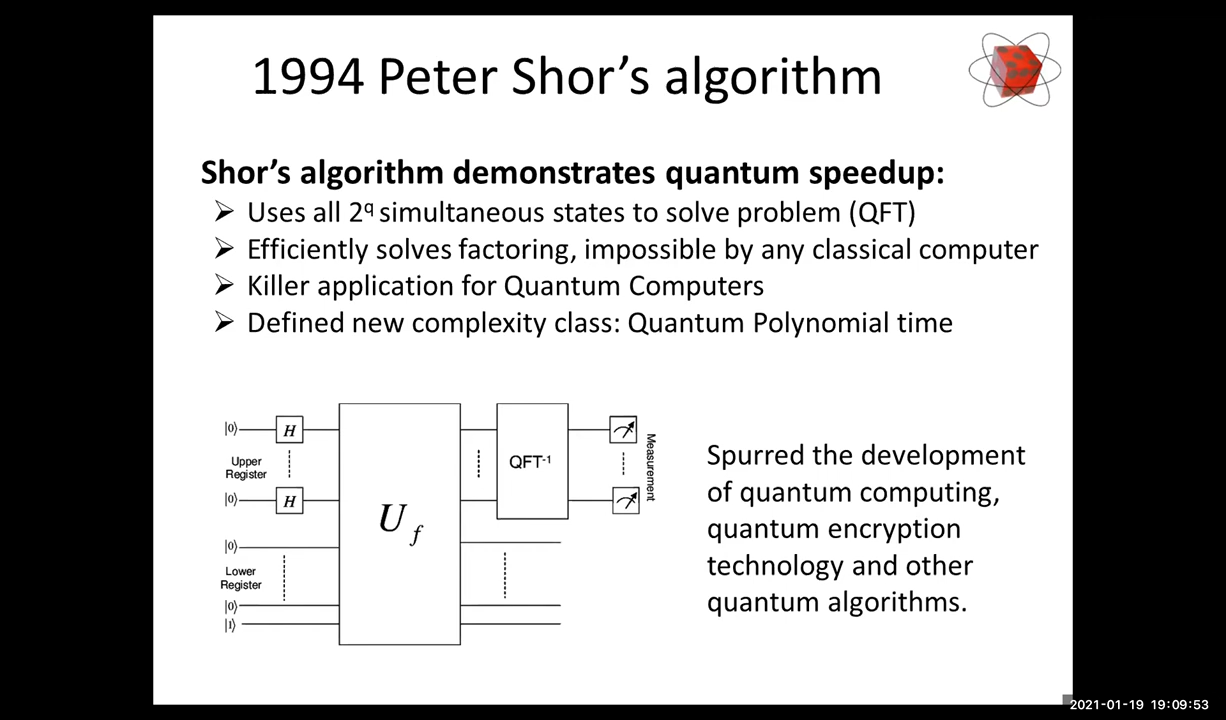 1994 Peter Shor's algorithm
Shor's algorithm demonstrates quantum speedup:
➢ Uses all 2^q simultaneous states to solve problem (QFT)
➢ Efficiently solves factoring, impossible by any classical computer
➢ Killer application for Quantum Computers
➢ Defined new complexity class: Quantum Polynomial time
|0⟩
H
Upper
Register
|0⟩
H
|0⟩
Lower
Register
|0⟩
|1⟩
U_f
QFT⁻¹
Measurement
Spurred the development
of quantum computing,
quantum encryption
technology and other
quantum algorithms.
2021-01-19 19:09:53